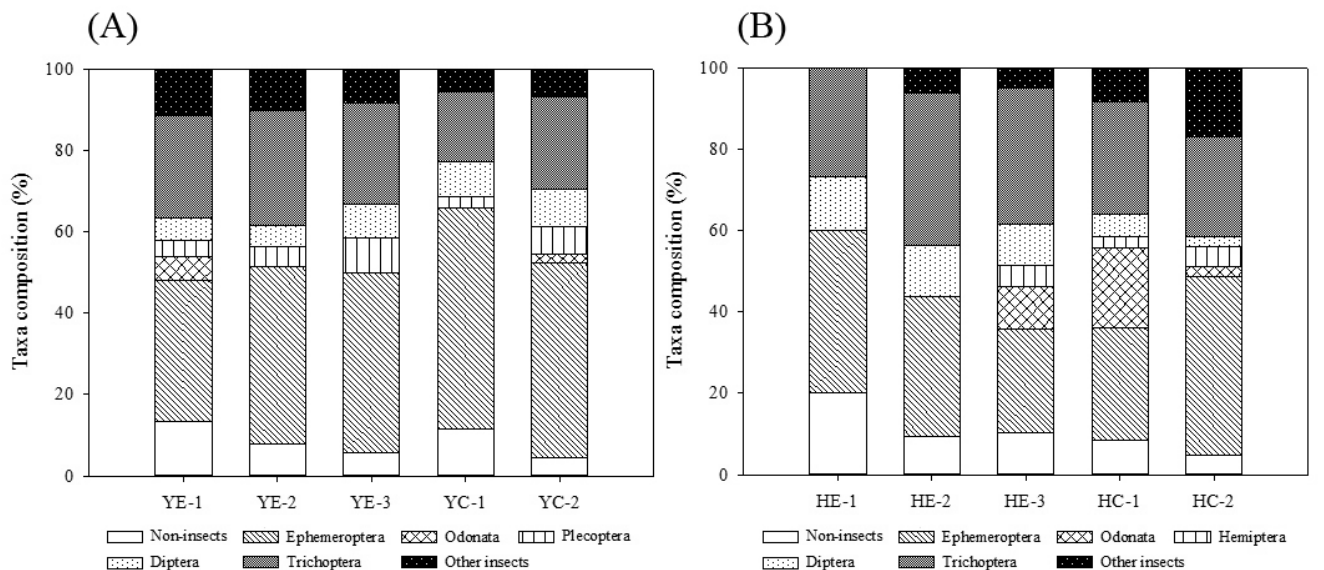 (A)
Taxa composition (%)
100
80
60
40
20
0
YE-1 YE-2 YE-3 YC-1 YC-2
Non-insects Ephemeroptera Odonata Plecoptera
Diptera Trichoptera Other insects
(B)
Taxa composition (%)
100
80
60
40
20
0
HE-1 HE-2 HE-3 HC-1 HC-2
Non-insects Ephemeroptera Odonata Hemiptera
Diptera Trichoptera Other insects